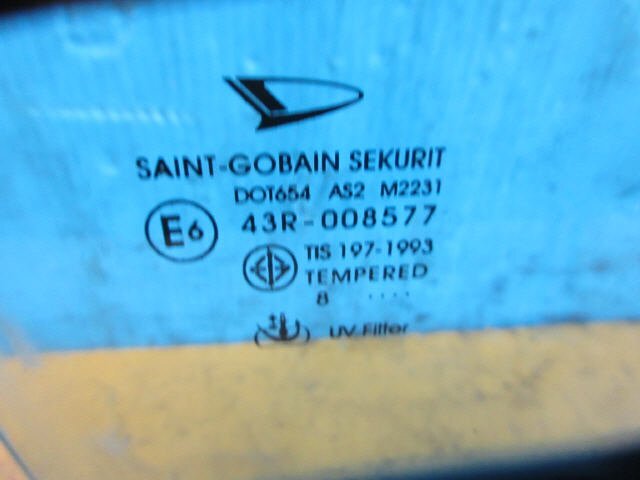 SAINT-GOBAIN SEKURIT
DOT654 AS2 M2231
E6 43R-008577
TIS 197-1993
TEMPERED
8 ....
UV Filter